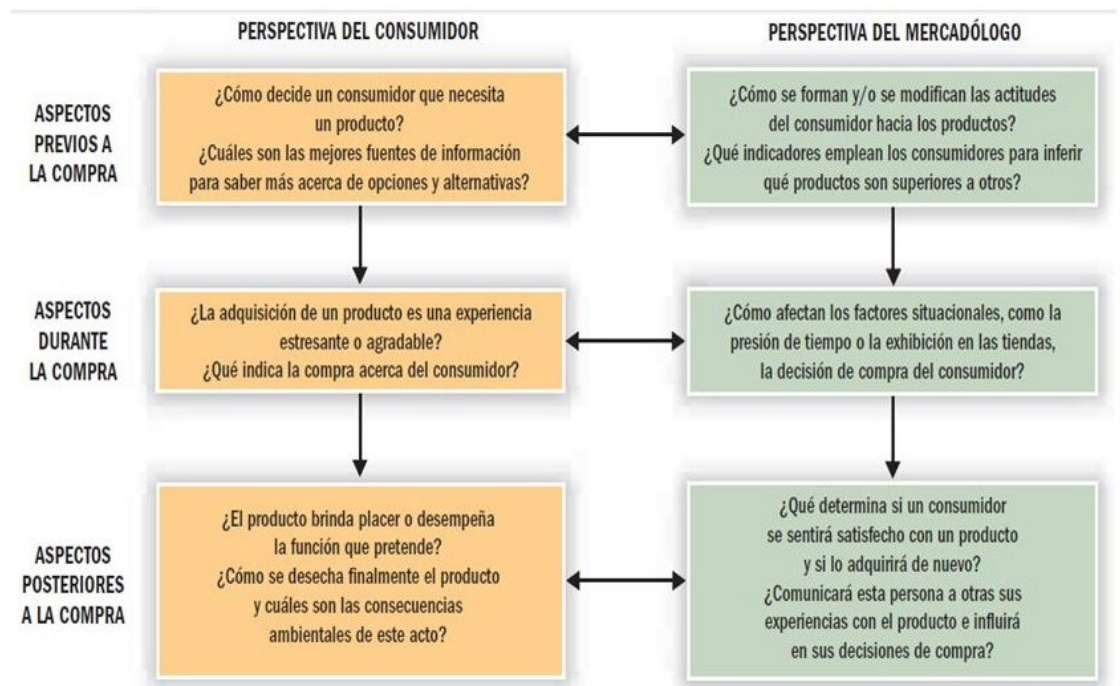 PERSPECTIVA DEL CONSUMIDOR
PERSPECTIVA DEL MERCADÓLOGO
ASPECTOS
PREVIOS A
LA COMPRA
¿Cómo decide un consumidor que necesita
un producto?
¿Cuáles son las mejores fuentes de información
para saber más acerca de opciones y alternativas?
¿Cómo se forman y/o se modifican las actitudes
del consumidor hacia los productos?
¿Qué indicadores emplean los consumidores para inferir
qué productos son superiores a otros?
ASPECTOS
DURANTE
LA COMPRA
¿La adquisición de un producto es una experiencia
estresante o agradable?
¿Qué indica la compra acerca del consumidor?
¿Cómo afectan los factores situacionales, como la
presión de tiempo o la exhibición en las tiendas,
la decisión de compra del consumidor?
ASPECTOS
POSTERIORES
A LA COMPRA
¿El producto brinda placer o desempeña
la función que pretende?
¿Cómo se desecha finalmente el producto
y cuáles son las consecuencias
ambientales de este acto?
¿Qué determina si un consumidor
se sentirá satisfecho con un producto
y si lo adquirirá de nuevo?
¿Comunicará esta persona a otras sus
experiencias con el producto e influirá
en sus decisiones de compra?